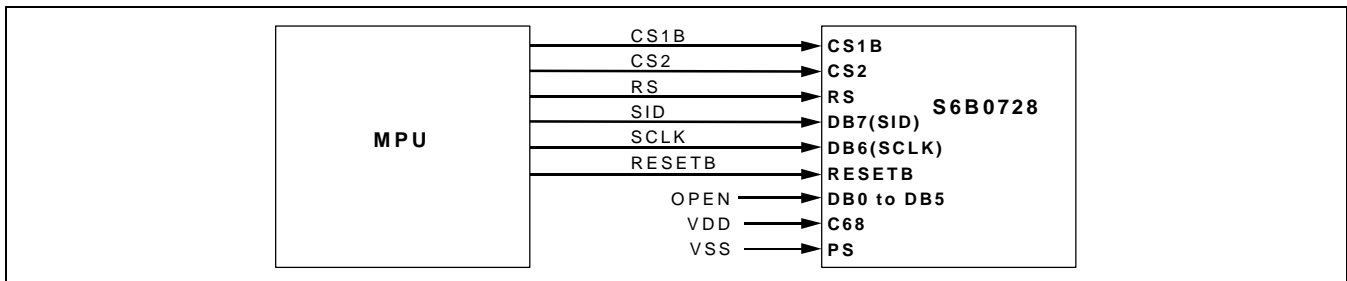 CS1B
CS2
RS
SID
SCLK
RESETB
OPEN
VDD
VSS
MPU
CS1B
CS2
RS
DB7(SID)
DB6(SCLK)
RESETB
DB0 to DB5
C68
PS
S6B0728